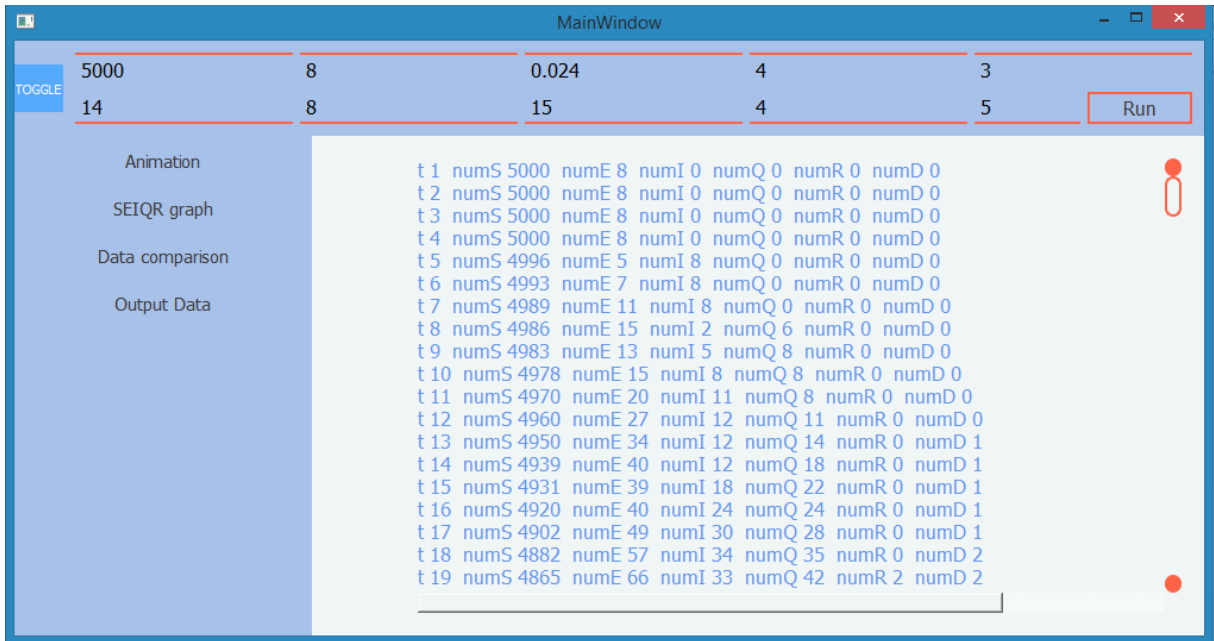 MainWindow
TOGGLE
5000 8 0.024 4 3
14 8 15 4 5 Run
Animation
SEIQR graph
Data comparison
Output Data
t 1 numS 5000 numE 8 numI 0 numQ 0 numR 0 numD 0
t 2 numS 5000 numE 8 numI 0 numQ 0 numR 0 numD 0
t 3 numS 5000 numE 8 numI 0 numQ 0 numR 0 numD 0
t 4 numS 5000 numE 8 numI 0 numQ 0 numR 0 numD 0
t 5 numS 4996 numE 5 numI 8 numQ 0 numR 0 numD 0
t 6 numS 4993 numE 7 numI 8 numQ 0 numR 0 numD 0
t 7 numS 4989 numE 11 numI 8 numQ 0 numR 0 numD 0
t 8 numS 4986 numE 15 numI 2 numQ 6 numR 0 numD 0
t 9 numS 4983 numE 13 numI 5 numQ 8 numR 0 numD 0
t 10 numS 4978 numE 15 numI 8 numQ 8 numR 0 numD 0
t 11 numS 4970 numE 20 numI 11 numQ 8 numR 0 numD 0
t 12 numS 4960 numE 27 numI 12 numQ 11 numR 0 numD 0
t 13 numS 4950 numE 34 numI 12 numQ 14 numR 0 numD 1
t 14 numS 4939 numE 40 numI 12 numQ 18 numR 0 numD 1
t 15 numS 4931 numE 39 numI 18 numQ 22 numR 0 numD 1
t 16 numS 4920 numE 40 numI 24 numQ 24 numR 0 numD 1
t 17 numS 4902 numE 49 numI 30 numQ 28 numR 0 numD 1
t 18 numS 4882 numE 57 numI 34 numQ 35 numR 0 numD 2
t 19 numS 4865 numE 66 numI 33 numQ 42 numR 2 numD 2